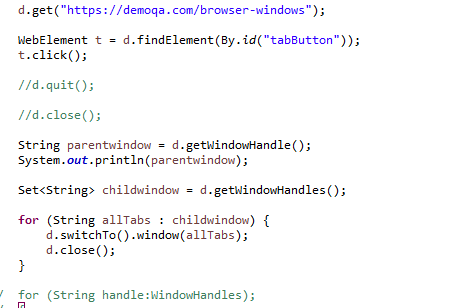 d.get("https://demoqa.com/browser-windows");
WebElement t = d.findElement(By.id("tabButton"));
t.click();
//d.quit();
//d.close();
String parentwindow = d.getWindowHandle();
System.out.println(parentwindow);
Set<String> childwindow = d.getWindowHandles();
for (String allTabs : childwindow) {
d.switchTo().window(allTabs);
d.close();
}
/ for (String handle:WindowHandles);